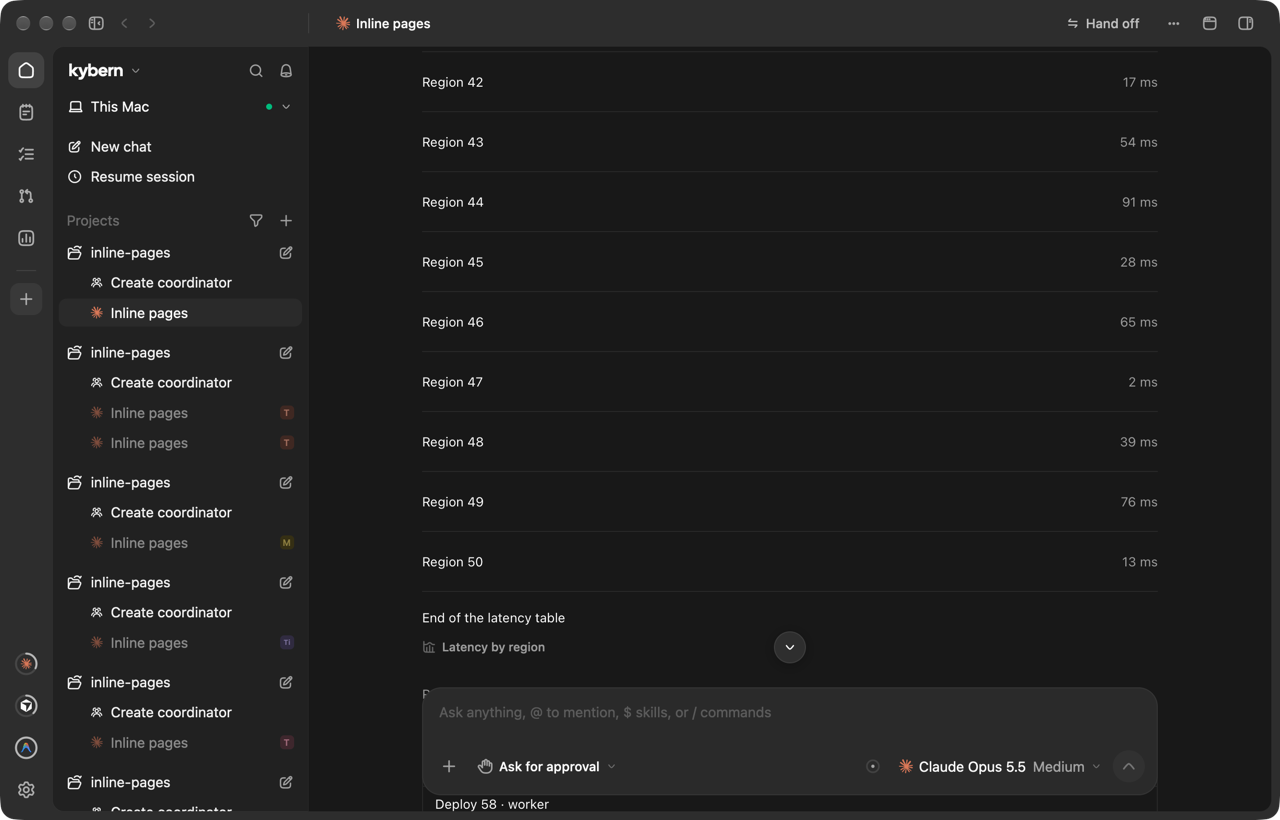 Inline pages
Hand off
kybern
This Mac
New chat
Resume session
Projects
inline-pages
Create coordinator
Inline pages
inline-pages
Create coordinator
Inline pages T
Inline pages T
inline-pages
Create coordinator
Inline pages M
inline-pages
Create coordinator
Inline pages Ti
inline-pages
Create coordinator
Inline pages T
inline-pages
Create coordinator
Region 42 17 ms
Region 43 54 ms
Region 44 91 ms
Region 45 28 ms
Region 46 65 ms
Region 47 2 ms
Region 48 39 ms
Region 49 76 ms
Region 50 13 ms
End of the latency table
Latency by region
Ask anything, @ to mention, $ skills, or / commands
Ask for approval
Claude Opus 5.5 Medium
Deploy 58 · worker